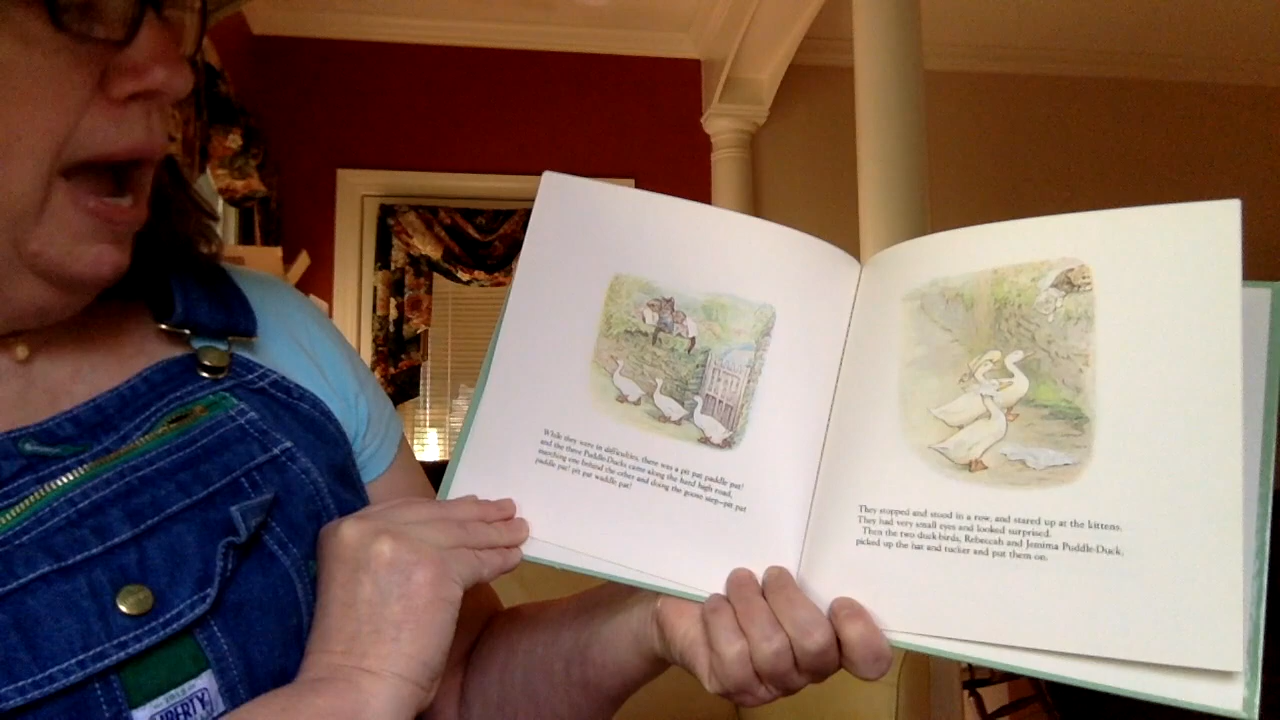 While they were in difficulties, there was a pit pat paddle pat!
and the three Puddle-Ducks came along the hard high road,
marching one behind the other and doing the goose step—pit pat
paddle pat! pit pat waddle pat!
They stopped and stood in a row, and stared up at the kittens.
They had very small eyes and looked surprised.
Then the two duck-birds, Rebeccah and Jemima Puddle-Duck,
picked up the hat and tucker and put them on.
LIBERTY